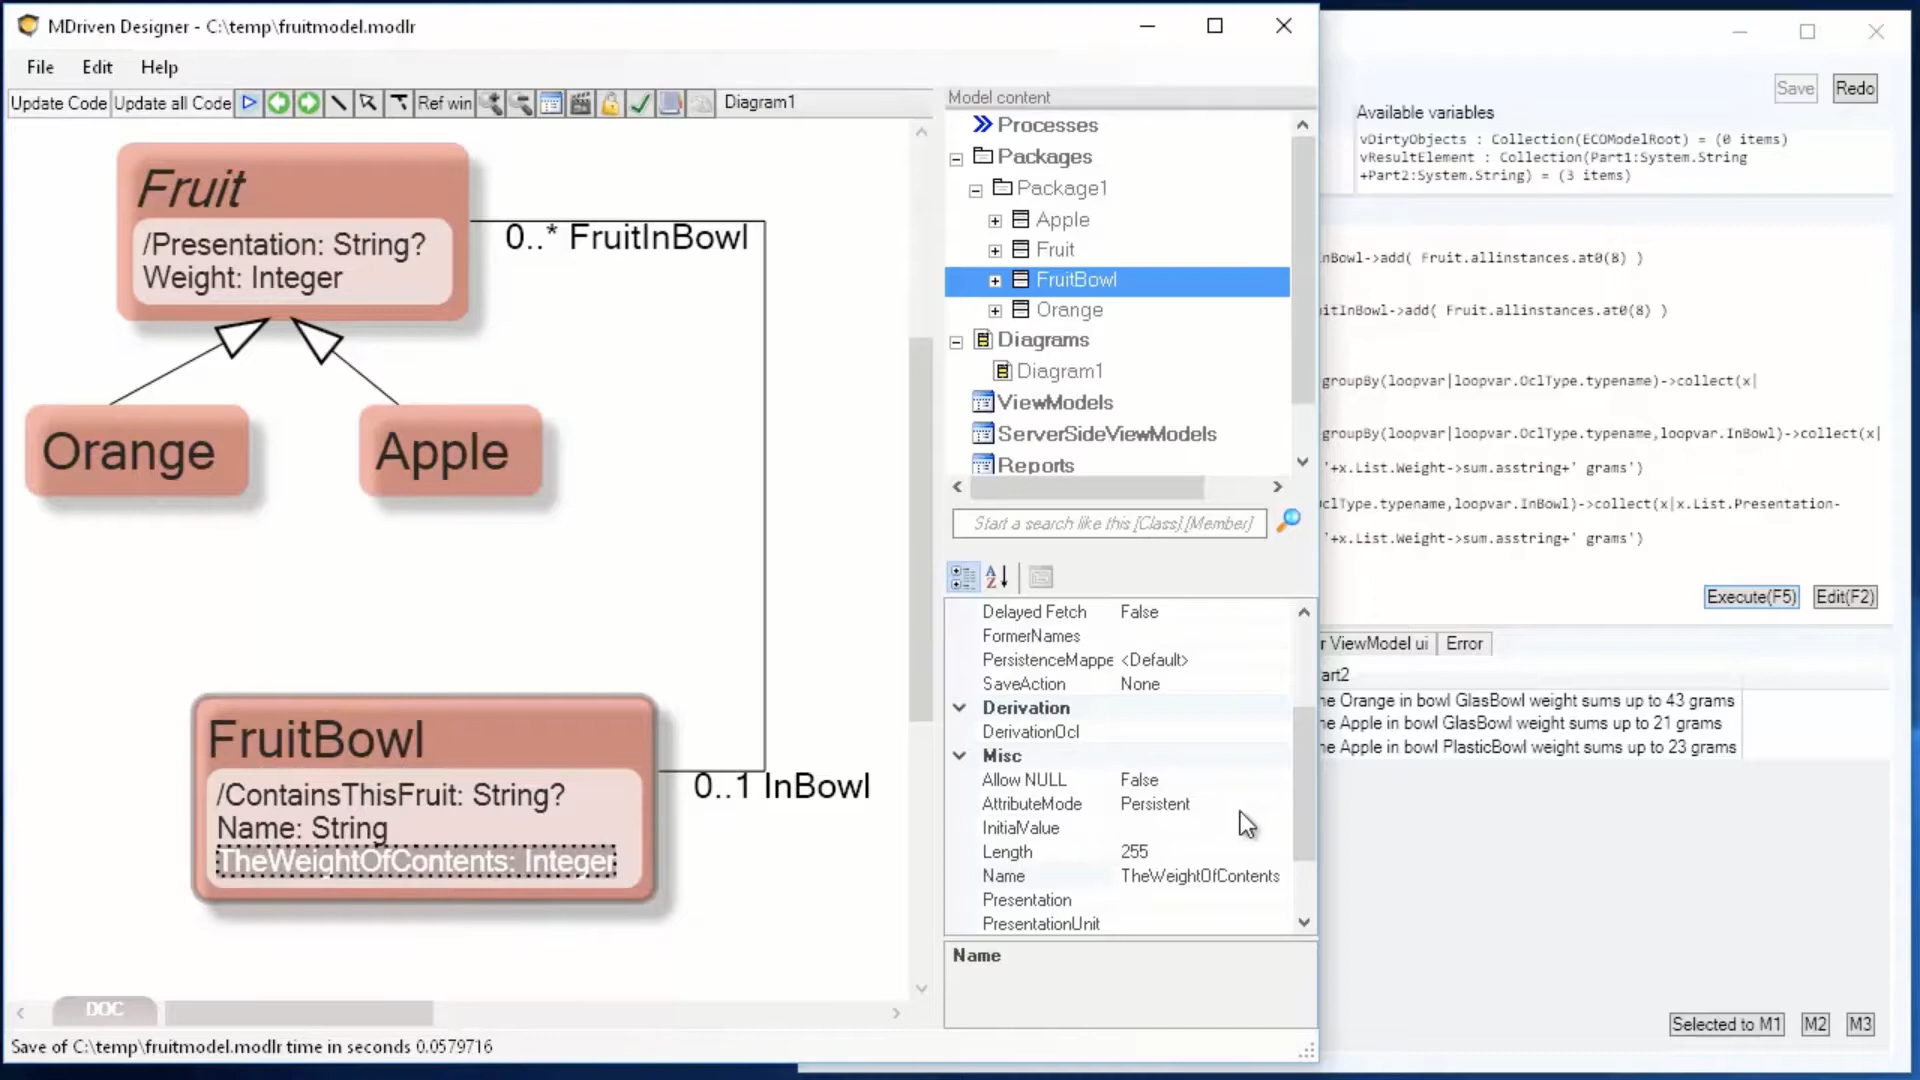 MDriven Designer - C:\temp\fruitmodel.modlr
File Edit Help
Update Code Update all Code Ref win Diagram1
Fruit
/Presentation: String?
Weight: Integer
0..* FruitInBowl
Orange
Apple
FruitBowl
/ContainsThisFruit: String?
Name: String
TheWeightOfContents: Integer
0..1 InBowl
DOC
Save of C:\temp\fruitmodel.modlr time in seconds 0.0579716
Model content
Processes
Packages
Package1
Apple
Fruit
FruitBowl
Orange
Diagrams
Diagram1
ViewModels
ServerSideViewModels
Reports
Start a search like this [Class].[Member]
Delayed Fetch False
FormerNames
PersistenceMappe <Default>
SaveAction None
Derivation
DerivationOcl
Misc
Allow NULL False
AttributeMode Persistent
InitialValue
Length 255
Name TheWeightOfContents
Presentation
PresentationUnit
Name
Save Redo
Available variables
vDirtyObjects : Collection(ECOModelRoot) = (0 items)
vResultElement : Collection(Part1:System.String
+Part2:System.String) = (3 items)
nBowl->add( Fruit.allinstances.at0(8) )
itInBowl->add( Fruit.allinstances.at0(8) )
groupBy(loopvar|loopvar.OclType.typename)->collect(x|
groupBy(loopvar|loopvar.OclType.typename,loopvar.InBowl)->collect(x|
'+x.List.Weight->sum.asstring+' grams')
clType.typename,loopvar.InBowl)->collect(x|x.List.Presentation-
'+x.List.Weight->sum.asstring+' grams')
Execute(F5) Edit(F2)
r ViewModel ui Error
art2
ne Orange in bowl GlasBowl weight sums up to 43 grams
ne Apple in bowl GlasBowl weight sums up to 21 grams
ne Apple in bowl PlasticBowl weight sums up to 23 grams
Selected to M1 M2 M3